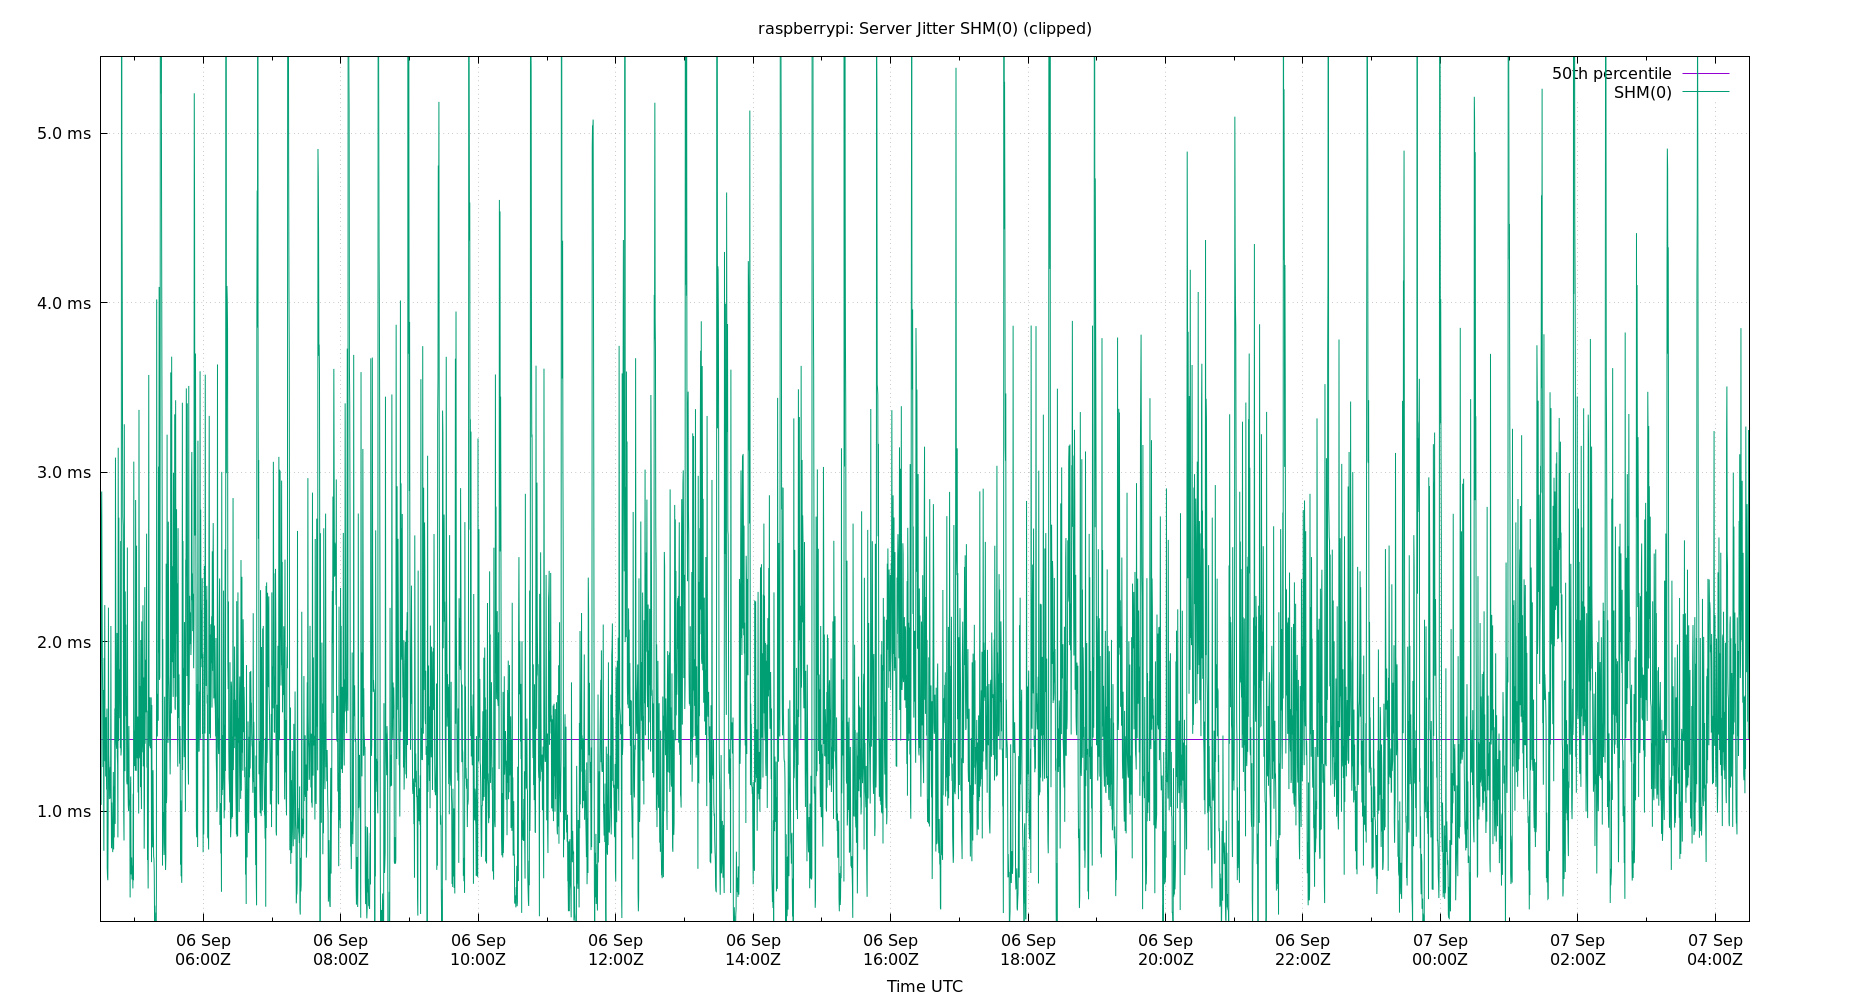 raspberrypi: Server Jitter SHM(0) (clipped)
50th percentile
SHM(0)
5.0 ms
4.0 ms
3.0 ms
2.0 ms
1.0 ms
06 Sep 06 Sep 06 Sep 06 Sep 06 Sep 06 Sep 06 Sep 06 Sep 06 Sep 07 Sep 07 Sep 07 Sep
06:00Z 08:00Z 10:00Z 12:00Z 14:00Z 16:00Z 18:00Z 20:00Z 22:00Z 00:00Z 02:00Z 04:00Z
Time UTC